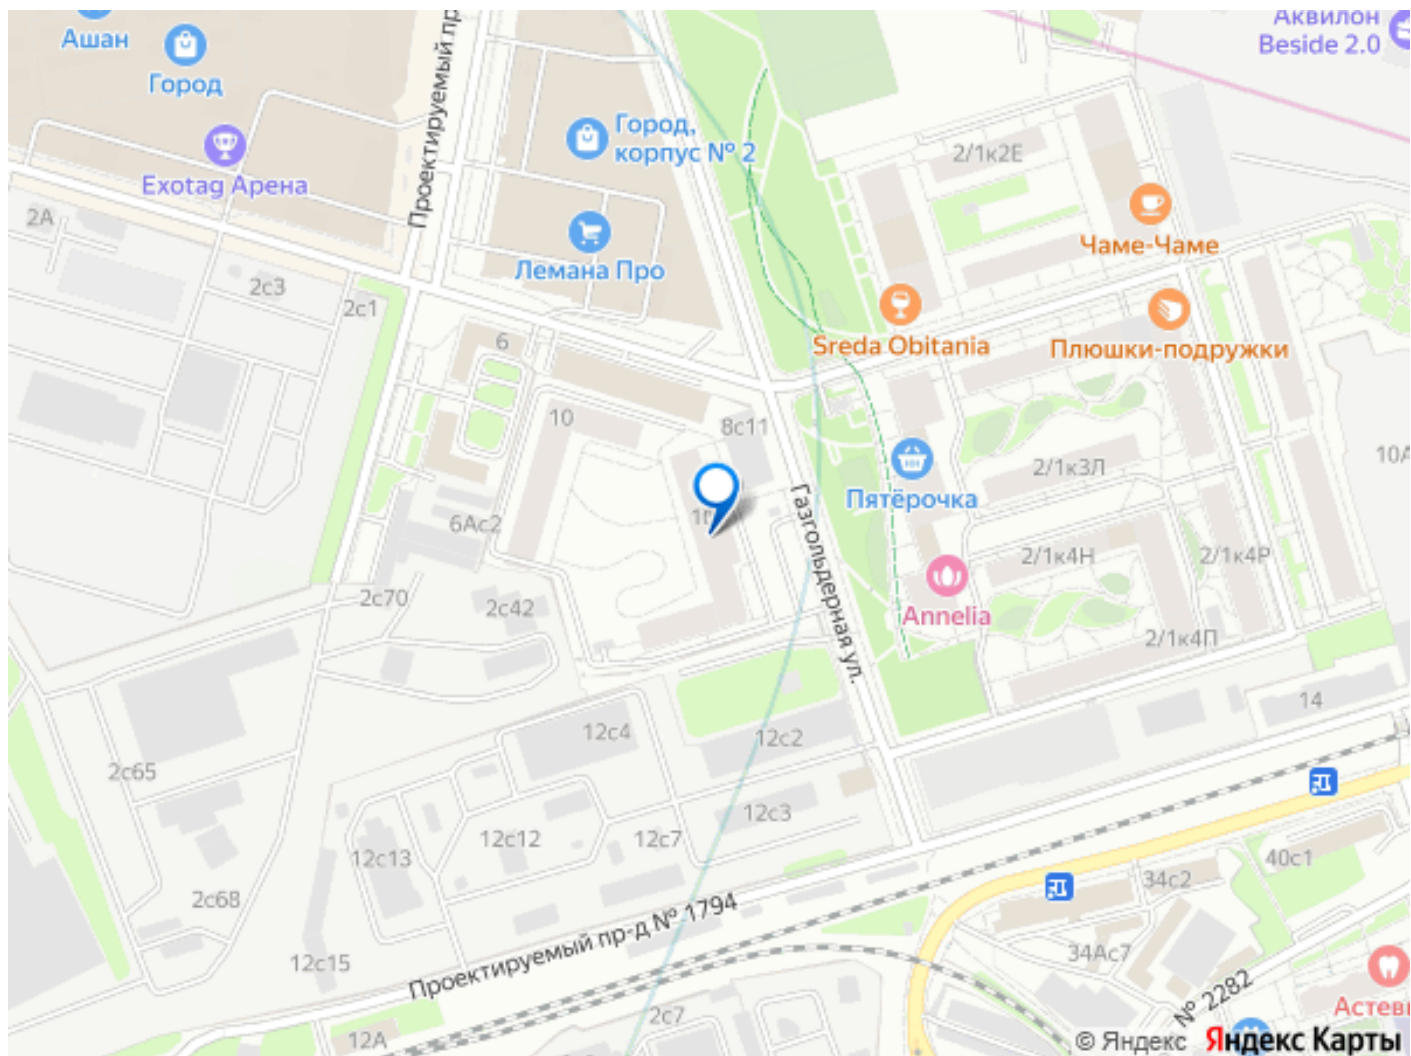 Ашан
Город
Проектируемый пр
Аквилон
Beside 2.0
Город,
корпус № 2
2/1к2Е
Exotag Арена
2А
Чаме-Чаме
Лемана Про
2с3
2с1
Sreda Obitania
Плюшки-подружки
6
10
8с11
10А
2/1к3Л
Пятёрочка
Газгольдерная ул.
6Ас2
2/1к4Н
2/1к4Р
Annelia
2с70
2с42
2/1к4П
14
12с4
12с2
2с65
12с3
12с12
12с7
12с13
40с1
34с2
2с68
Проектируемый пр-д № 1794
34Ас7
12с15
№ 2282
Астеві
2с7
12А
© Яндекс Яндекс Карты